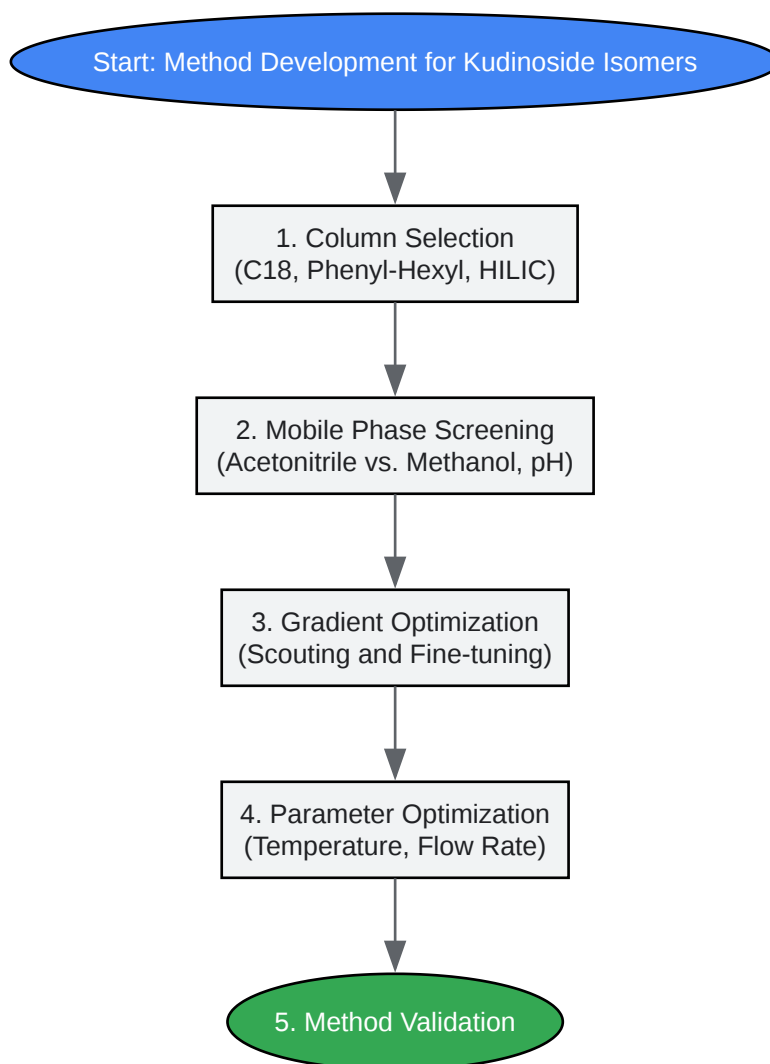 Start: Method Development for Kudinoside Isomers
1. Column Selection
(C18, Phenyl-Hexyl, HILIC)
2. Mobile Phase Screening
(Acetonitrile vs. Methanol, pH)
3. Gradient Optimization
(Scouting and Fine-tuning)
4. Parameter Optimization
(Temperature, Flow Rate)
5. Method Validation